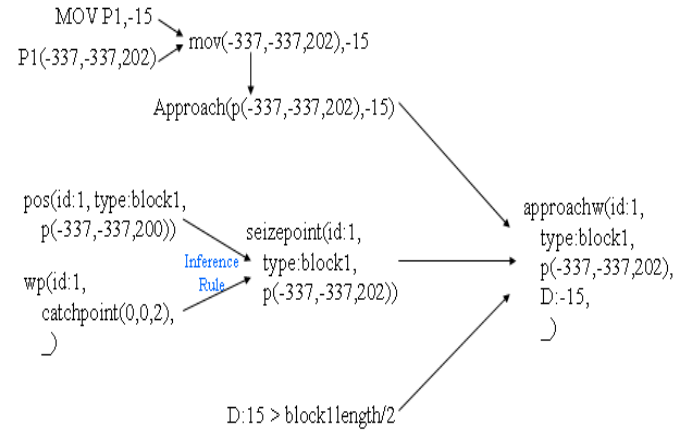 MOV P1,-15
P1(-337,-337,202)
mov(-337,-337,202),-15
Approach(p(-337,-337,202),-15)
pos(id:1, type:block1,
p(-337,-337,200))
wp(id:1,
catchpoint(0,0,2),
_)
Inference
Rule
seizepoint(id:1,
type:block1,
p(-337,-337,202))
approachw(id:1,
type:block1,
p(-337,-337,202),
D:-15,
_)
D:15 > block1length/2